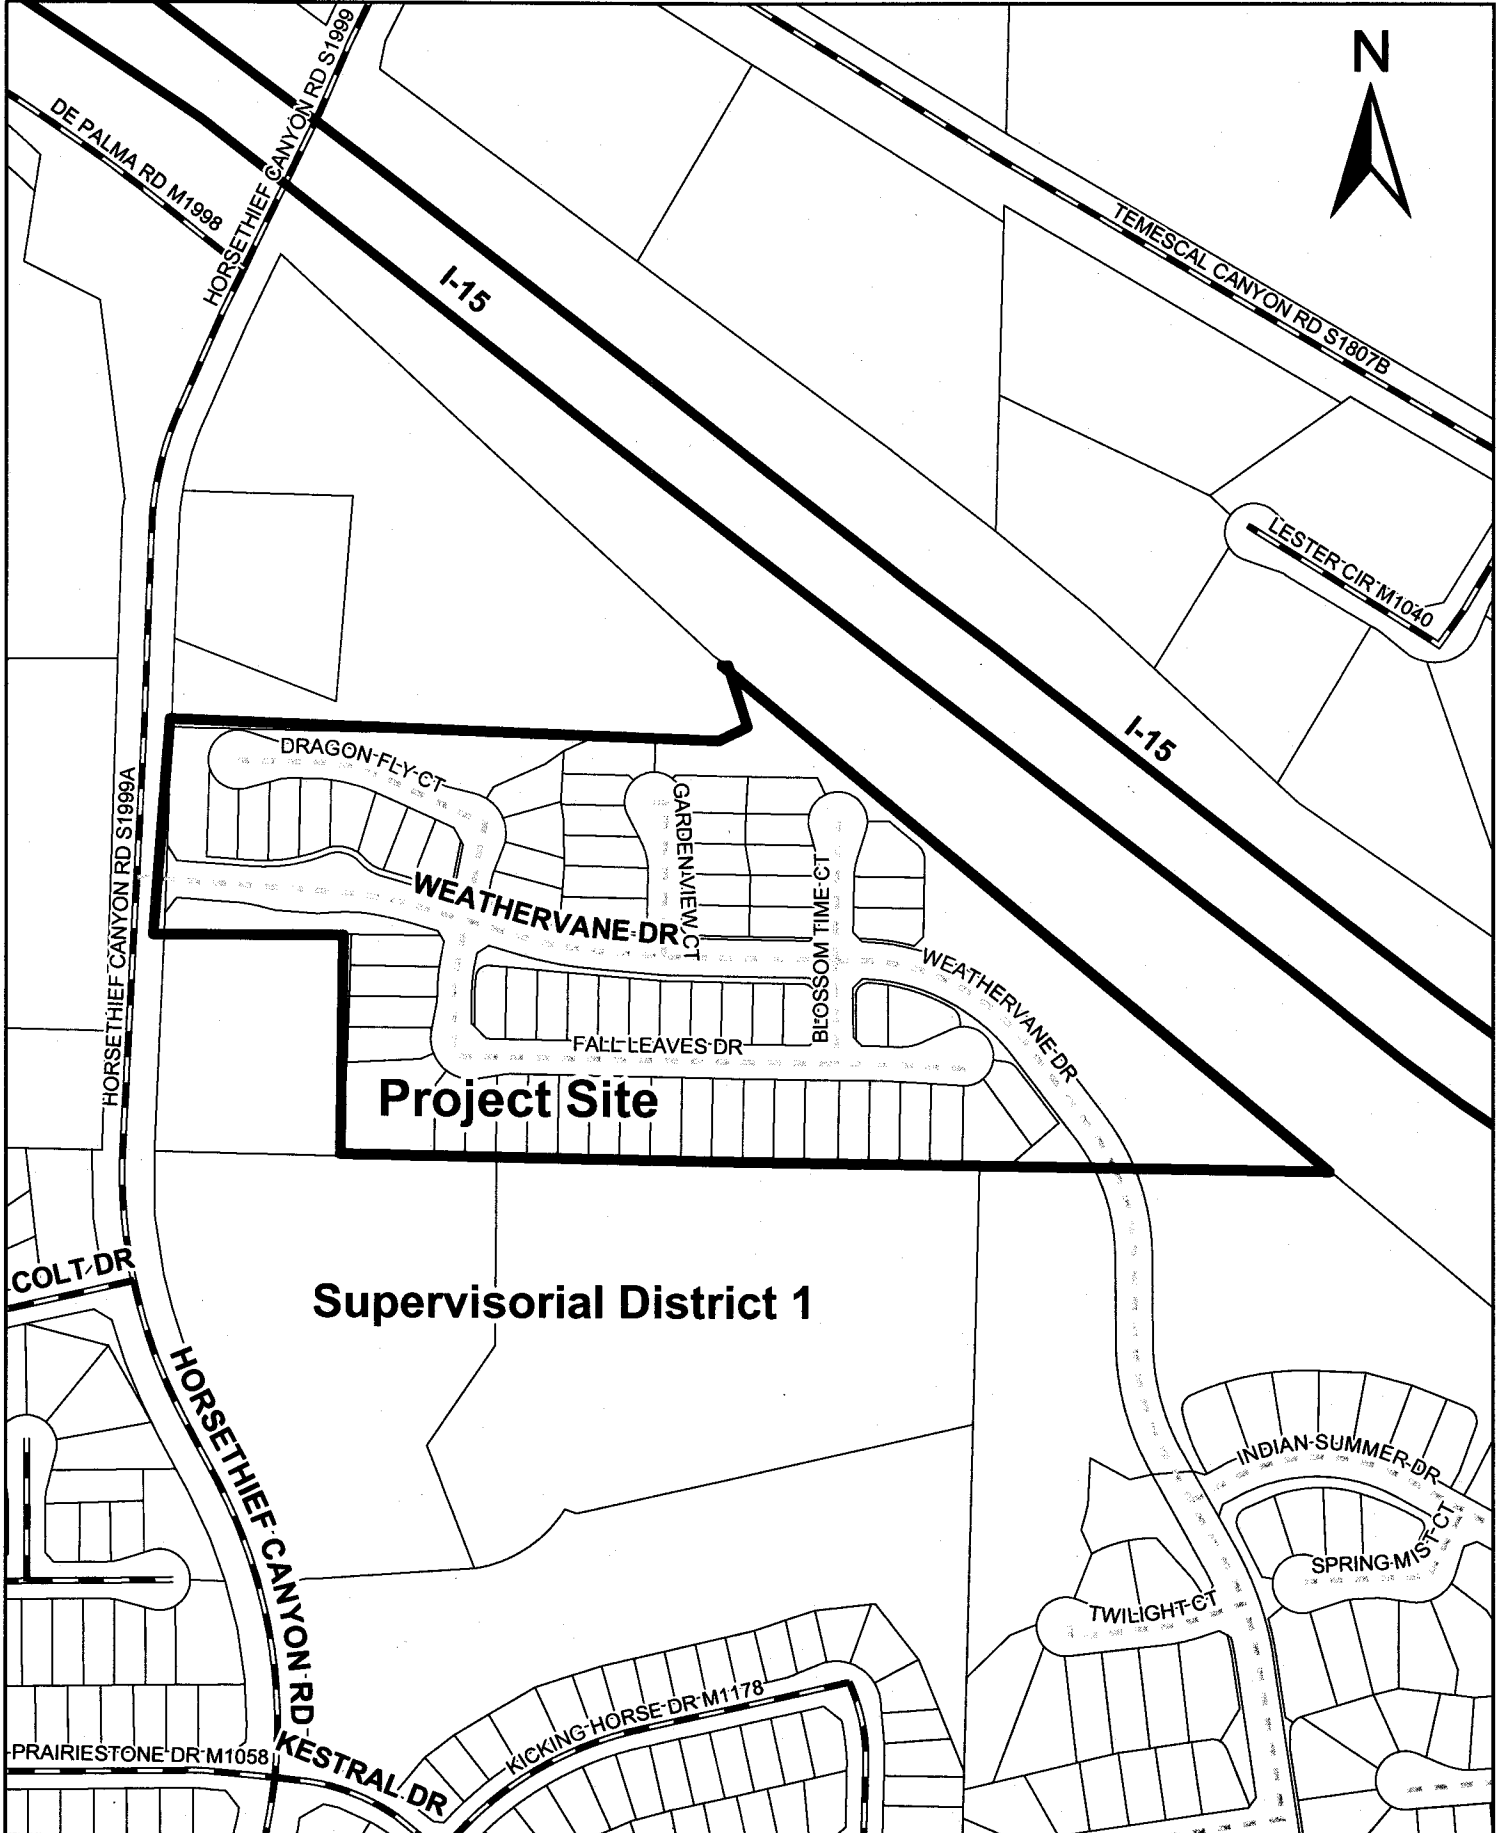 N
HORSETHIEF CANYON RD S1999
DE PALMA RD M1998
TEMESCAL CANYON RD S1807B
I-15
LESTER CIR M1040
I-15
DRAGON FLY CT
GARDEN VIEW CT
HORSETHIEF CANYON RD S1999A
WEATHERVANE DR
BLOSSOM TIME CT
WEATHERVANE DR
FALL LEAVES DR
Project Site
COLT DR
Supervisorial District 1
HORSETHIEF CANYON RD
INDIAN SUMMER DR
SPRING MIST CT
TWILIGHT CT
KICKING HORSE DR M1178
PRAIRIESTONE DR M1058
KESTRAL DR